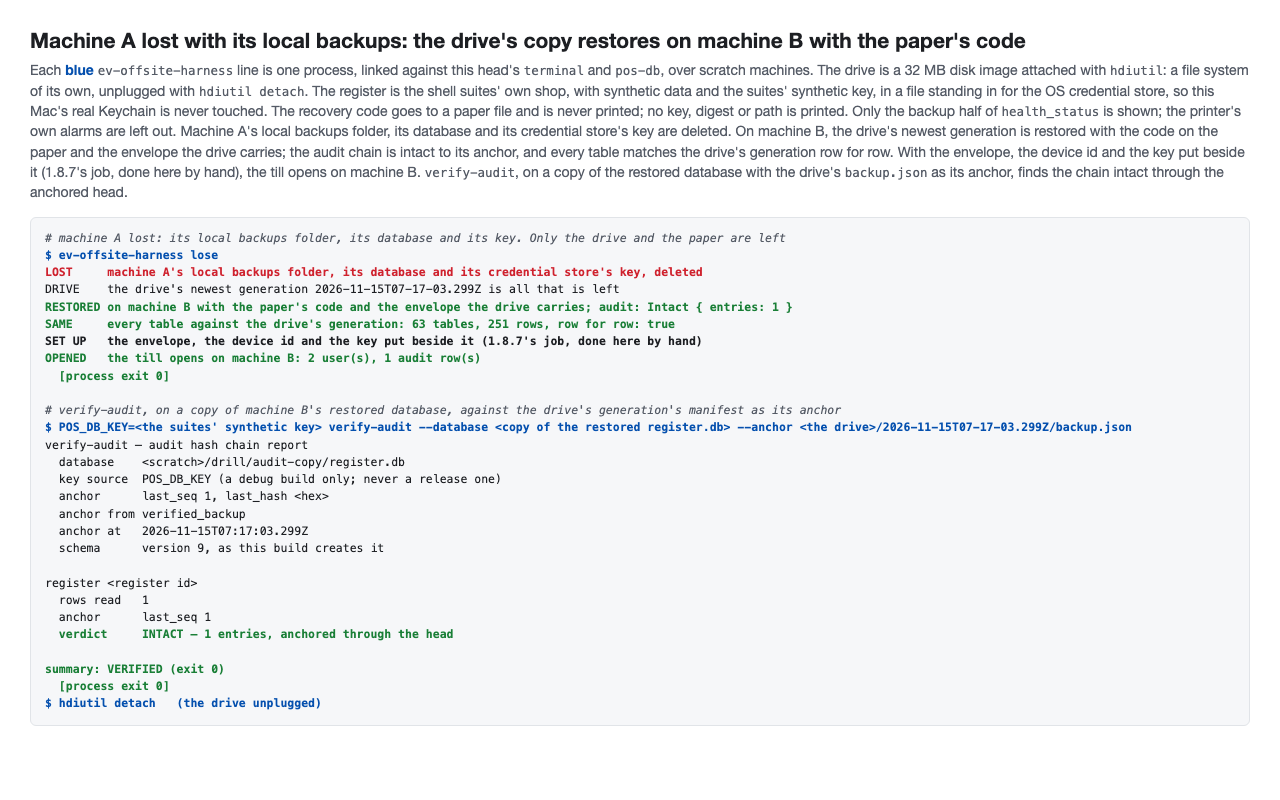 Machine A lost with its local backups: the drive's copy restores on machine B with the paper's code
Each blue ev-offsite-harness line is one process, linked against this head's terminal and pos-db, over scratch machines. The drive is a 32 MB disk image attached with hdiutil: a file system
of its own, unplugged with hdiutil detach. The register is the shell suites' own shop, with synthetic data and the suites' synthetic key, in a file standing in for the OS credential store, so this
Mac's real Keychain is never touched. The recovery code goes to a paper file and is never printed; no key, digest or path is printed. Only the backup half of health_status is shown; the printer's
own alarms are left out. Machine A's local backups folder, its database and its credential store's key are deleted. On machine B, the drive's newest generation is restored with the code on the
paper and the envelope the drive carries; the audit chain is intact to its anchor, and every table matches the drive's generation row for row. With the envelope, the device id and the key put beside
it (1.8.7's job, done here by hand), the till opens on machine B. verify-audit, on a copy of the restored database with the drive's backup.json as its anchor, finds the chain intact through the
anchored head.
# machine A lost: its local backups folder, its database and its key. Only the drive and the paper are left
$ ev-offsite-harness lose
LOST machine A's local backups folder, its database and its credential store's key, deleted
DRIVE the drive's newest generation 2026-11-15T07-17-03.299Z is all that is left
RESTORED on machine B with the paper's code and the envelope the drive carries; audit: Intact { entries: 1 }
SAME every table against the drive's generation: 63 tables, 251 rows, row for row: true
SET UP the envelope, the device id and the key put beside it (1.8.7's job, done here by hand)
OPENED the till opens on machine B: 2 user(s), 1 audit row(s)
[process exit 0]
# verify-audit, on a copy of machine B's restored database, against the drive's generation's manifest as its anchor
$ POS_DB_KEY=<the suites' synthetic key> verify-audit --database <copy of the restored register.db> --anchor <the drive>/2026-11-15T07-17-03.299Z/backup.json
verify-audit — audit hash chain report
database <scratch>/drill/audit-copy/register.db
key source POS_DB_KEY (a debug build only; never a release one)
anchor last_seq 1, last_hash <hex>
anchor from verified_backup
anchor at 2026-11-15T07:17:03.299Z
schema version 9, as this build creates it
register <register id>
rows read 1
anchor last_seq 1
verdict INTACT — 1 entries, anchored through the head
summary: VERIFIED (exit 0)
[process exit 0]
$ hdiutil detach (the drive unplugged)